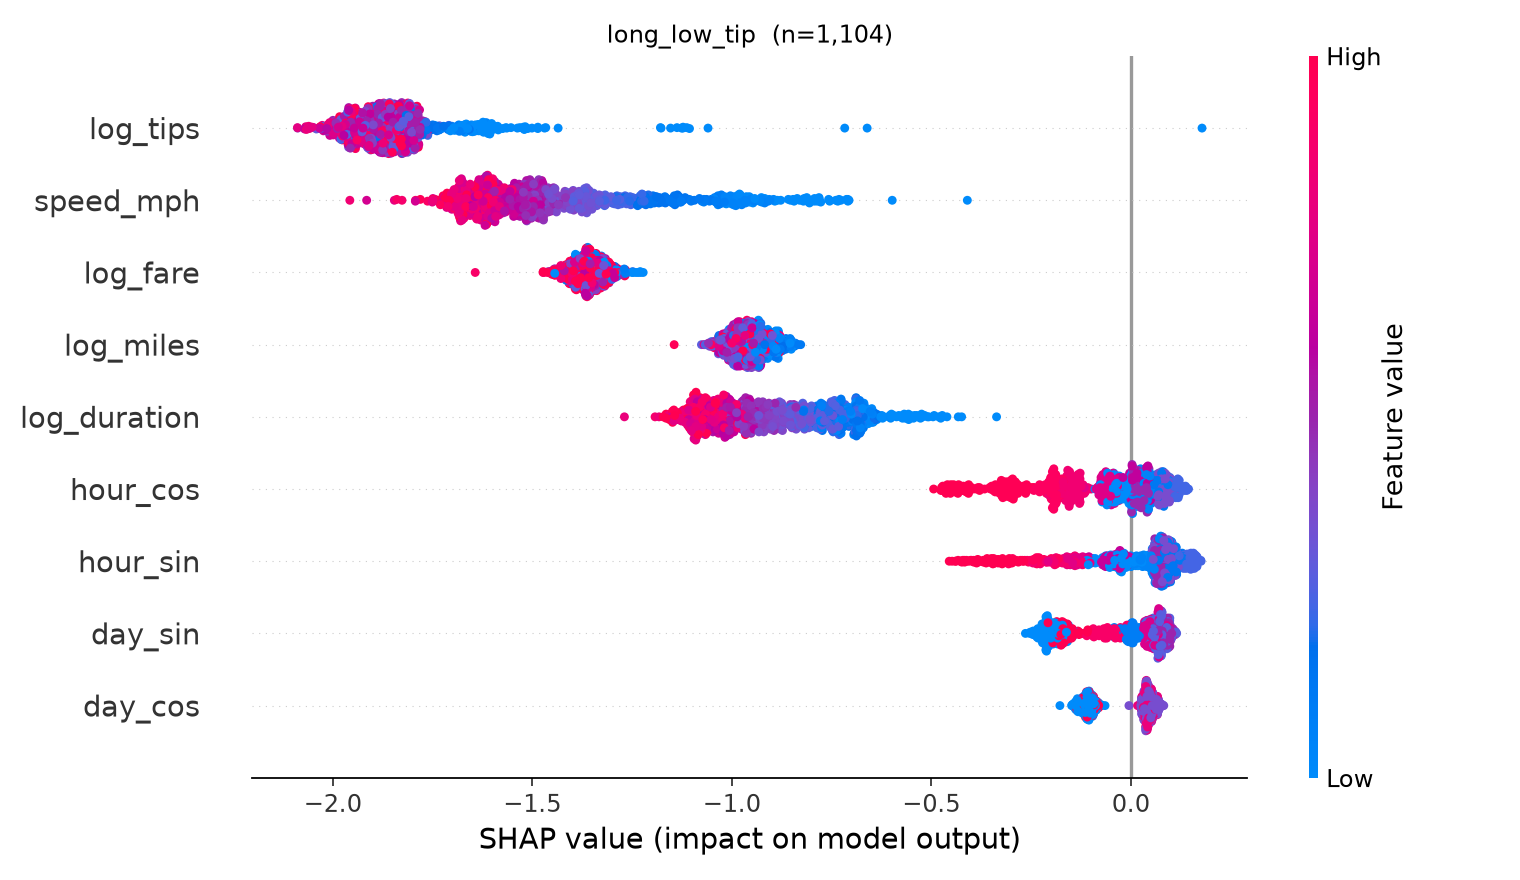 long_low_tip  (n=1,104)
High
log_tips
speed_mph
log_fare
log_miles
log_duration
hour_cos
hour_sin
day_sin
day_cos
Feature value
Low
−2.0 −1.5 −1.0 −0.5 0.0
SHAP value (impact on model output)